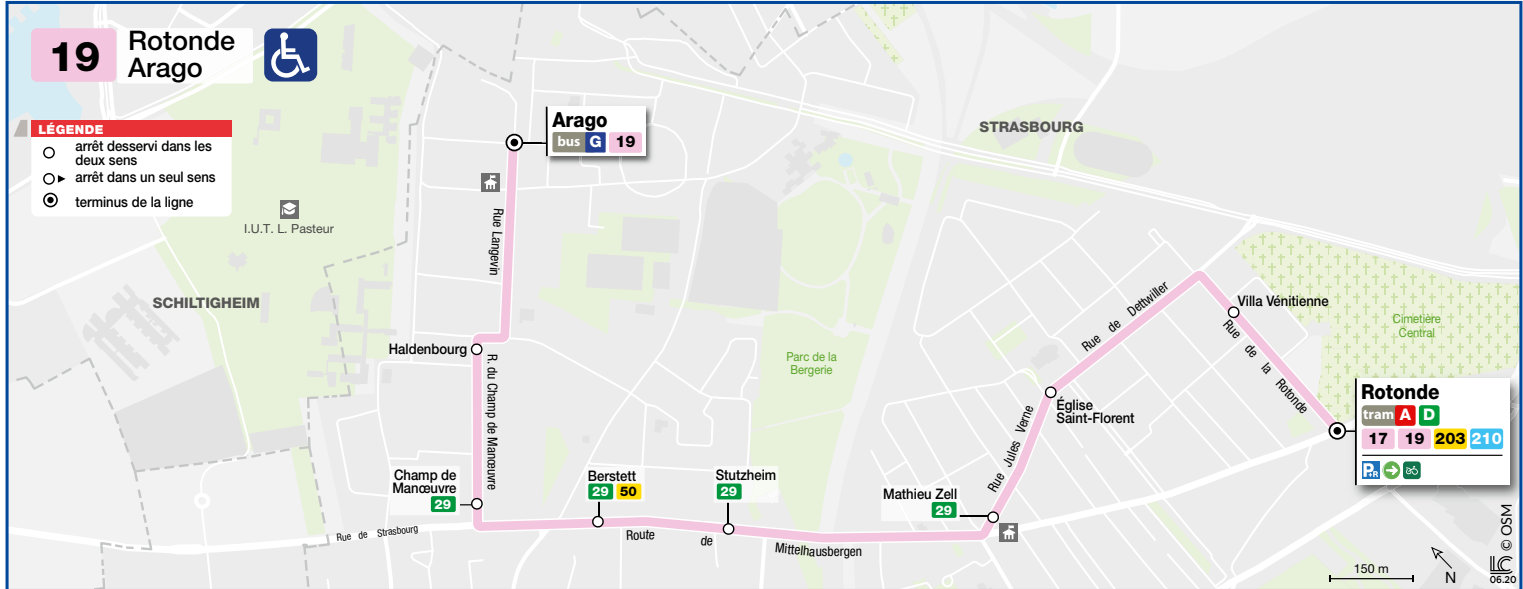 19
Rotonde
Arago
LÉGENDE
arrêt desservi dans les
deux sens
arrêt dans un seul sens
terminus de la ligne
Arago
bus G 19
STRASBOURG
I.U.T. L. Pasteur
Rue Langevin
SCHILTIGHEIM
Villa Vénitienne
Rue de Dettwiller
Cimetière
Central
Haldenbourg
Rue de la Rotonde
Parc de la
Bergerie
R. du Champ de Manœuvre
Rotonde
tram A D
17 19 203 210
P+R
Église
Saint-Florent
Rue Jules Verne
Champ de
Manœuvre
29
Berstett
29 50
Stutzheim
29
Mathieu Zell
29
Rue de Strasbourg
Route de Mittelhausbergen
150 m
N
© OSM
LC
06.20